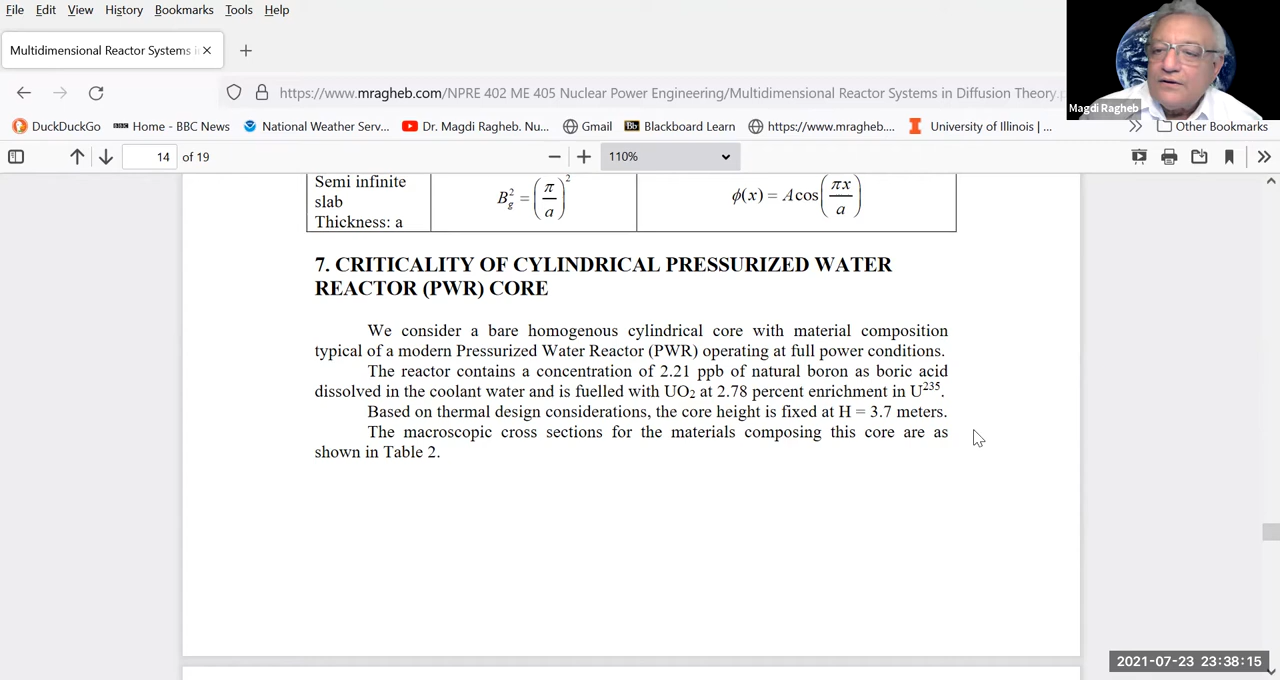 File Edit View History Bookmarks Tools Help
Multidimensional Reactor Systems
https://www.mragheb.com/NPRE 402 ME 405 Nuclear Power Engineering/Multidimensional Reactor Systems in Diffusion Theory.p
Magdi Ragheb
DuckDuckGo Home - BBC News National Weather Serv... Dr. Magdi Ragheb. Nu... Gmail Blackboard Learn https://www.mragheb.... University of Illinois |... Other Bookmarks
14 of 19 110%
Semi infinite
slab
Thickness: a
B_g^2 = (π/a)^2
ϕ(x) = A cos(πx/a)
7. CRITICALITY OF CYLINDRICAL PRESSURIZED WATER
REACTOR (PWR) CORE
We consider a bare homogenous cylindrical core with material composition
typical of a modern Pressurized Water Reactor (PWR) operating at full power conditions.
The reactor contains a concentration of 2.21 ppb of natural boron as boric acid
dissolved in the coolant water and is fuelled with UO₂ at 2.78 percent enrichment in U²³⁵.
Based on thermal design considerations, the core height is fixed at H = 3.7 meters.
The macroscopic cross sections for the materials composing this core are as
shown in Table 2.
2021-07-23 23:38:15